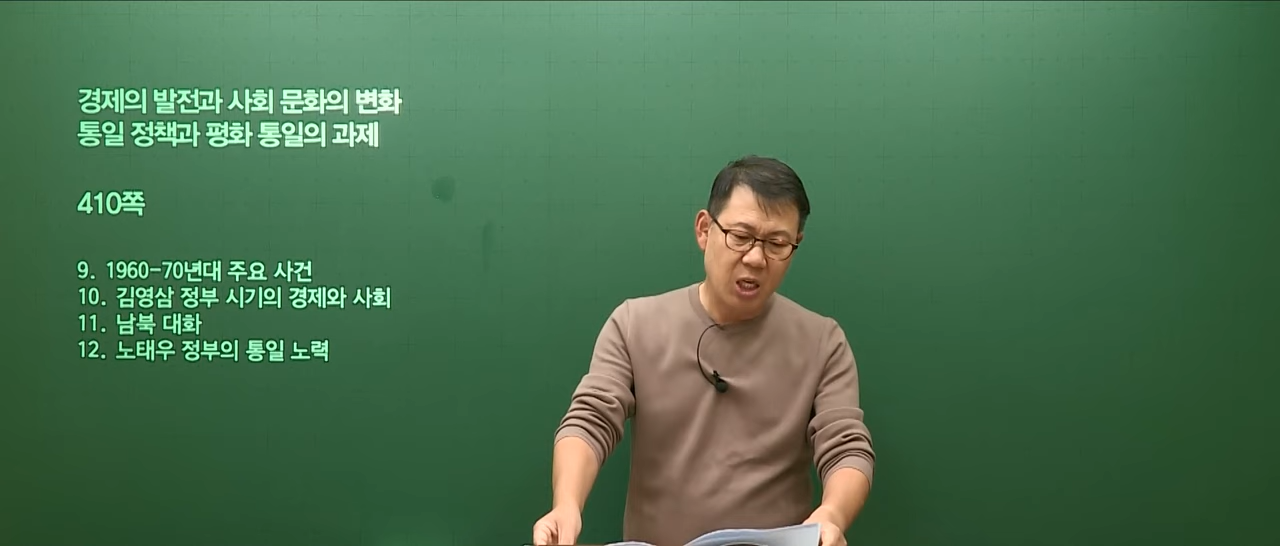 경제의 발전과 사회 문화의 변화
통일 정책과 평화 통일의 과제
410쪽
9. 1960-70년대 주요 사건
10. 김영삼 정부 시기의 경제와 사회
11. 남북 대화
12. 노태우 정부의 통일 노력